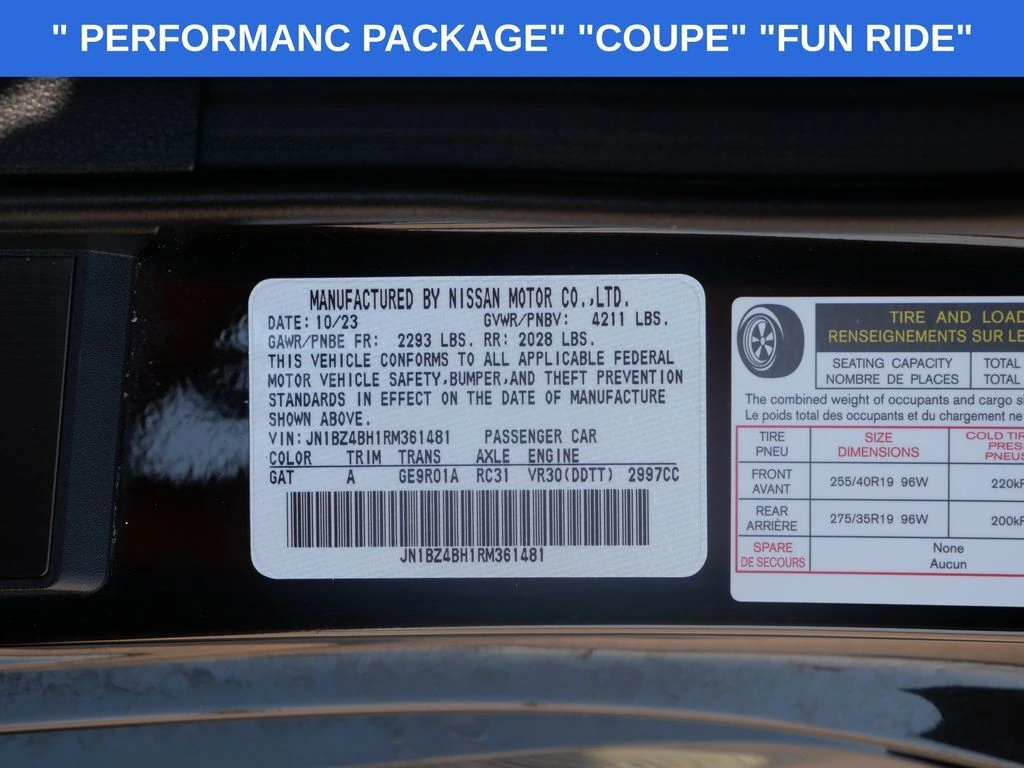 " PERFORMANC PACKAGE" "COUPE" "FUN RIDE"
MANUFACTURED BY NISSAN MOTOR CO.,LTD.
DATE: 10/23 GVWR/PNBV: 4211 LBS.
GAWR/PNBE FR: 2293 LBS. RR: 2028 LBS.
THIS VEHICLE CONFORMS TO ALL APPLICABLE FEDERAL
MOTOR VEHICLE SAFETY,BUMPER,AND THEFT PREVENTION
STANDARDS IN EFFECT ON THE DATE OF MANUFACTURE
SHOWN ABOVE.
VIN: JN1BZ4BH1RM361481 PASSENGER CAR
COLOR TRIM TRANS AXLE ENGINE
GAT A GE9R01A RC31 VR30(DDTT) 2997CC
JN1BZ4BH1RM361481
TIRE AND LOAD
RENSEIGNEMENTS SUR LE
SEATING CAPACITY TOTAL
NOMBRE DE PLACES TOTAL
The combined weight of occupants and cargo
Le poids total des occupants et du chargement ne
TIRE SIZE COLD
PNEU DIMENSIONS
FRONT
AVANT 255/40R19 96W 220
REAR
ARRIÈRE 275/35R19 96W 200
SPARE None
DE SECOURS Aucun